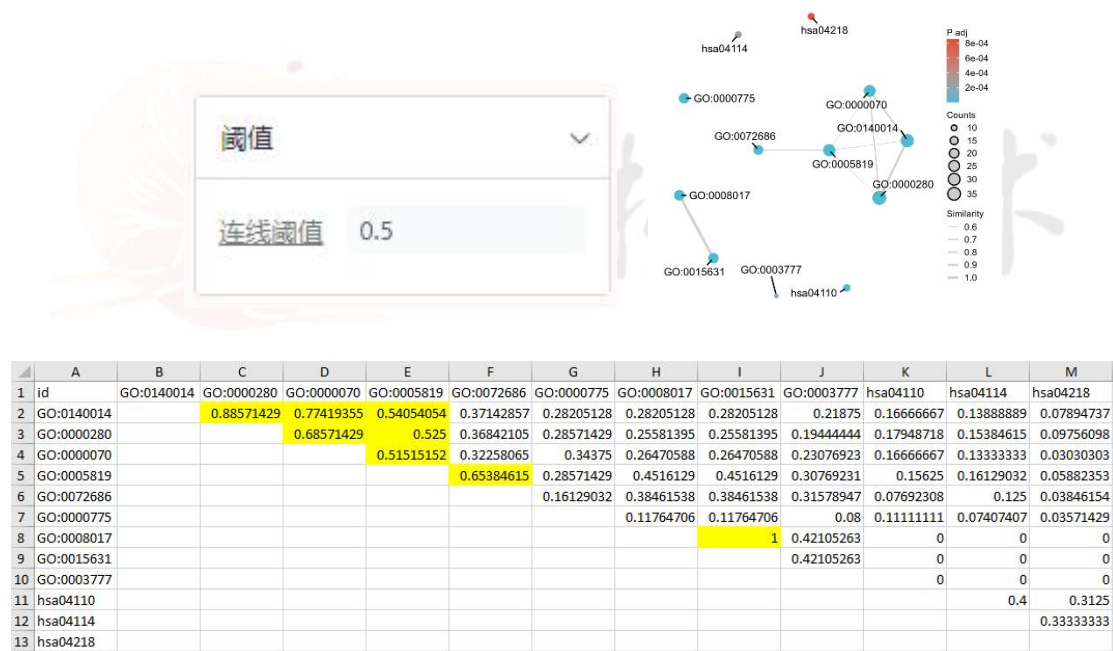 阈值
连线阈值 0.5
hsa04218
hsa04114
GO:0000775
GO:0000070
GO:0140014
GO:0072686
GO:0005819
GO:0000280
GO:0008017
GO:0015631
GO:0003777
hsa04110
P adj
8e-04
6e-04
4e-04
2e-04
Counts
10
15
20
25
30
35
Similarity
0.6
0.7
0.8
0.9
1.0
A B C D E F G H I J K L M
1 id GO:0140014 GO:0000280 GO:0000070 GO:0005819 GO:0072686 GO:0000775 GO:0008017 GO:0015631 GO:0003777 hsa04110 hsa04114 hsa04218
2 GO:0140014 0.88571429 0.77419355 0.54054054 0.37142857 0.28205128 0.28205128 0.28205128 0.21875 0.16666667 0.13888889 0.07894737
3 GO:0000280 0.68571429 0.525 0.36842105 0.28571429 0.25581395 0.25581395 0.19444444 0.17948718 0.15384615 0.09756098
4 GO:0000070 0.51515152 0.32258065 0.34375 0.26470588 0.26470588 0.23076923 0.16666667 0.13333333 0.03030303
5 GO:0005819 0.65384615 0.28571429 0.4516129 0.4516129 0.30769231 0.15625 0.16129032 0.05882353
6 GO:0072686 0.16129032 0.38461538 0.38461538 0.31578947 0.07692308 0.125 0.03846154
7 GO:0000775 0.11764706 0.11764706 0.08 0.11111111 0.07407407 0.03571429
8 GO:0008017 1 0.42105263 0 0 0
9 GO:0015631 0.42105263 0 0 0
10 GO:0003777 0 0 0
11 hsa04110 0.4 0.3125
12 hsa04114 0.33333333
13 hsa04218